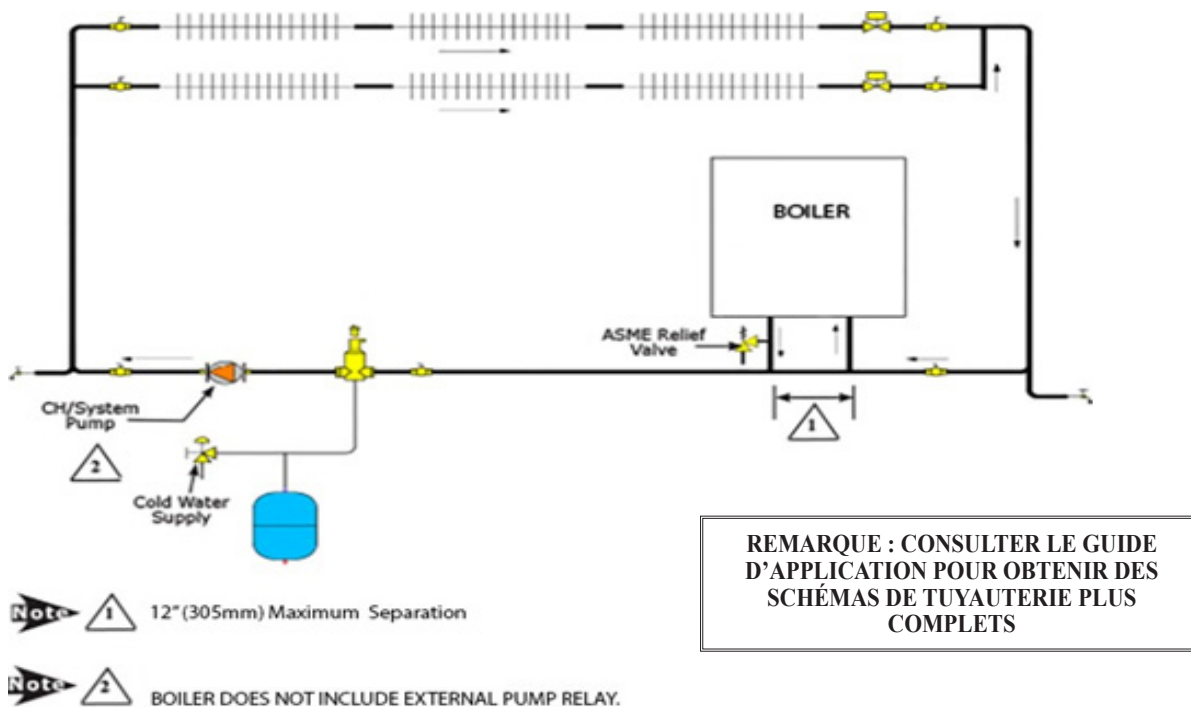 BOILER
ASME Relief
Valve
1
CH/System
Pump
2
Cold Water
Supply
Note 1 12"(305mm) Maximum Separation
Note 2 BOILER DOES NOT INCLUDE EXTERNAL PUMP RELAY.
REMARQUE : CONSULTER LE GUIDE
D'APPLICATION POUR OBTENIR DES
SCHÉMAS DE TUYAUTERIE PLUS
COMPLETS